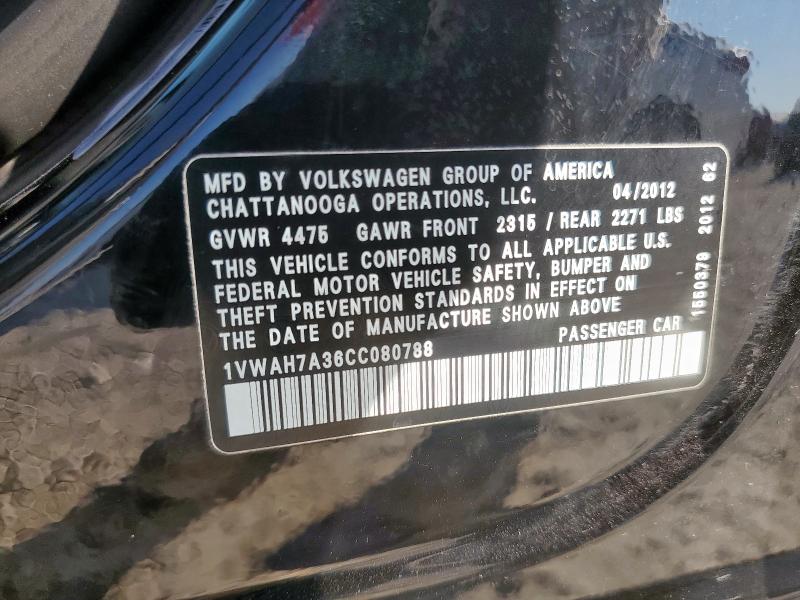 MFD BY VOLKSWAGEN GROUP OF AMERICA
CHATTANOOGA OPERATIONS, LLC. 04/2012
GVWR 4475 GAWR FRONT 2315 / REAR 2271 LBS
THIS VEHICLE CONFORMS TO ALL APPLICABLE U.S.
FEDERAL MOTOR VEHICLE SAFETY, BUMPER AND
THEFT PREVENTION STANDARDS IN EFFECT ON
THE DATE OF MANUFACTURE SHOWN ABOVE
1VWAH7A36CC080788 PASSENGER CAR
1550878 2012 62